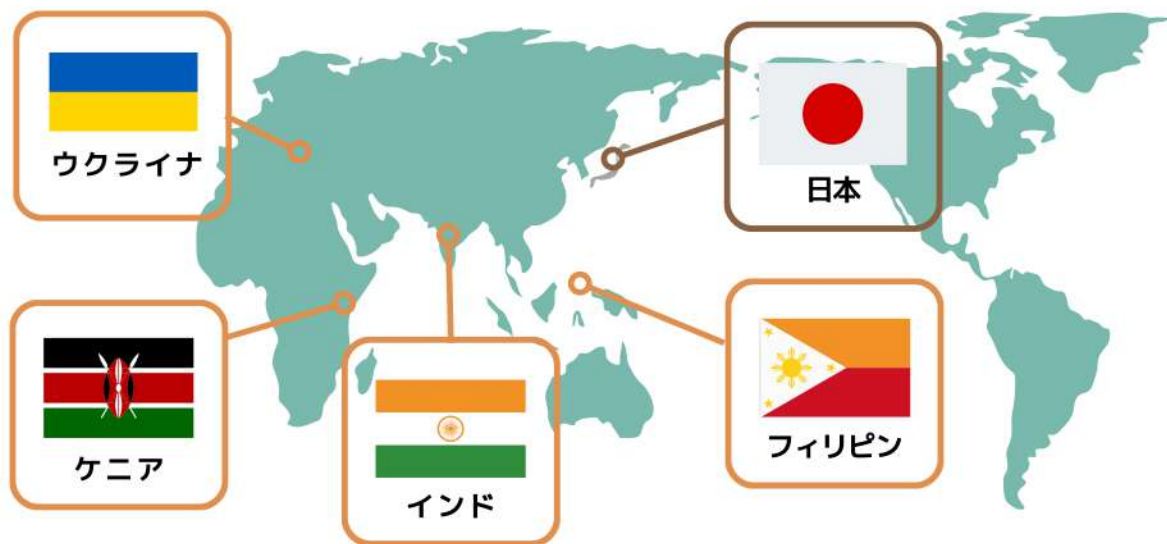 ウクライナ
日本
ケニア
インド
フィリピン